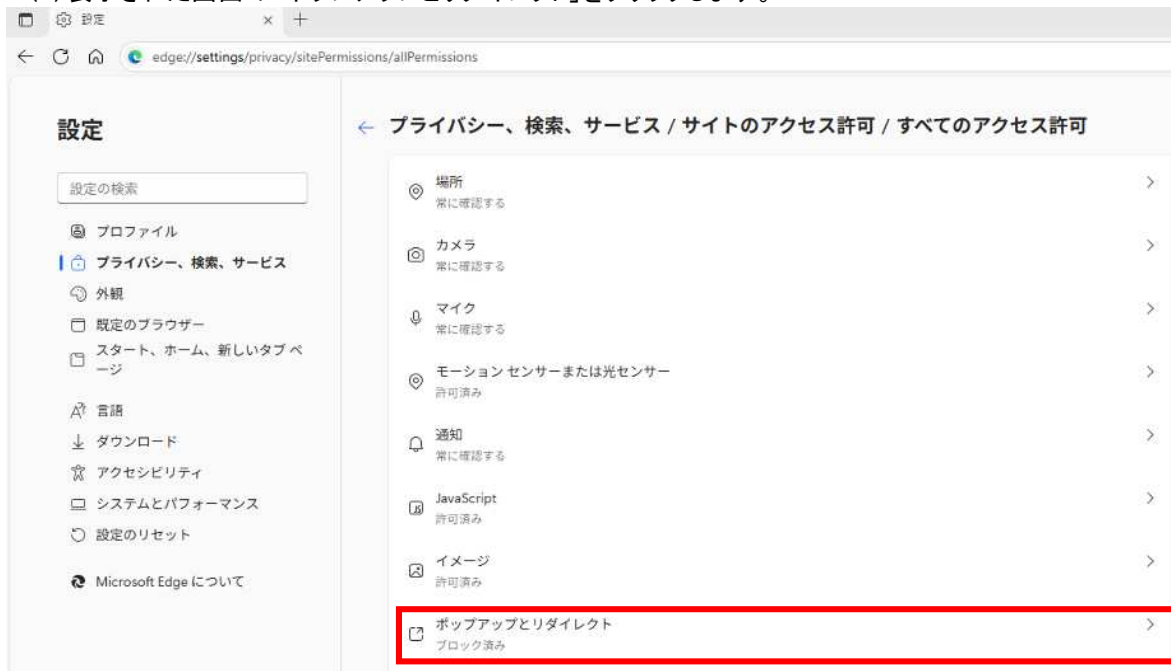 設定
edge://settings/privacy/sitePermissions/allPermissions
設定
プライバシー、検索、サービス / サイトのアクセス許可 / すべてのアクセス許可
設定の検索
プロファイル
プライバシー、検索、サービス
外観
既定のブラウザー
スタート、ホーム、新しいタブ ペ
ージ
言語
ダウンロード
アクセシビリティ
システムとパフォーマンス
設定のリセット
Microsoft Edge について
場所
常に確認する
カメラ
常に確認する
マイク
常に確認する
モーション センサーまたは光センサー
許可済み
通知
常に確認する
JavaScript
許可済み
イメージ
許可済み
ポップアップとリダイレクト
ブロック済み